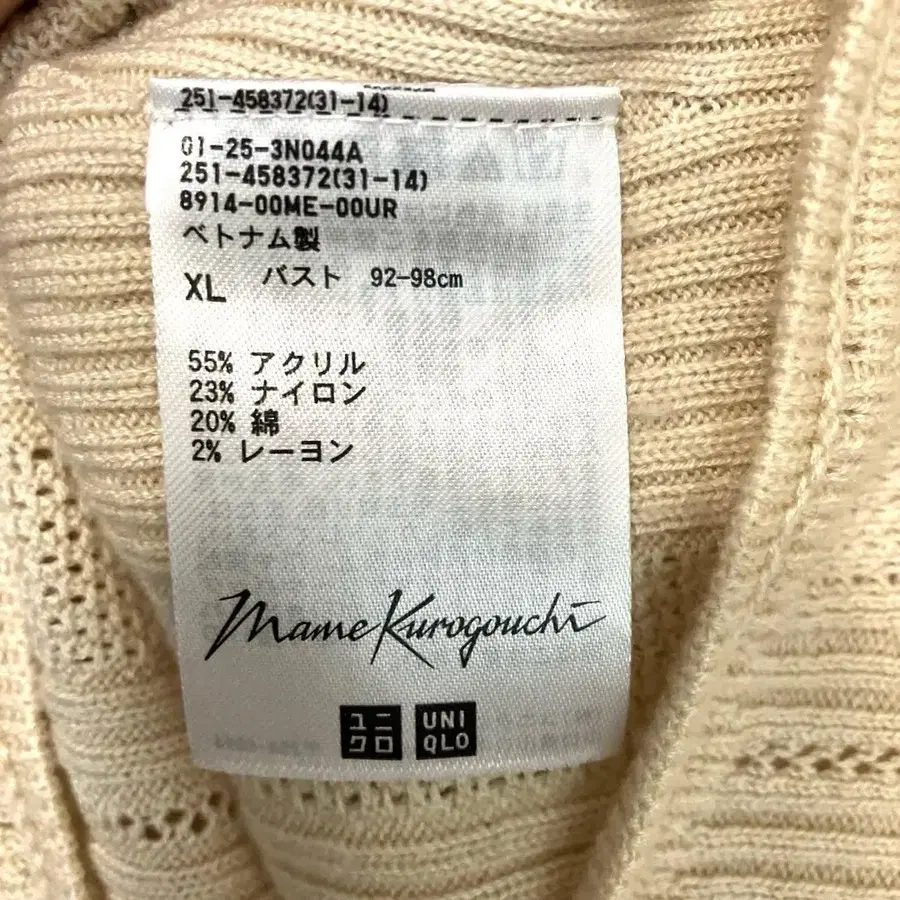 251-458372(31-14)
01-25-3N044A
251-458372(31-14)
8914-00ME-00UR
ベトナム製
XL バスト 92-98cm
55% アクリル
23% ナイロン
20% 綿
2% レーヨン
Mame Kurogouchi
ユニ
クロ
UNI
QLO